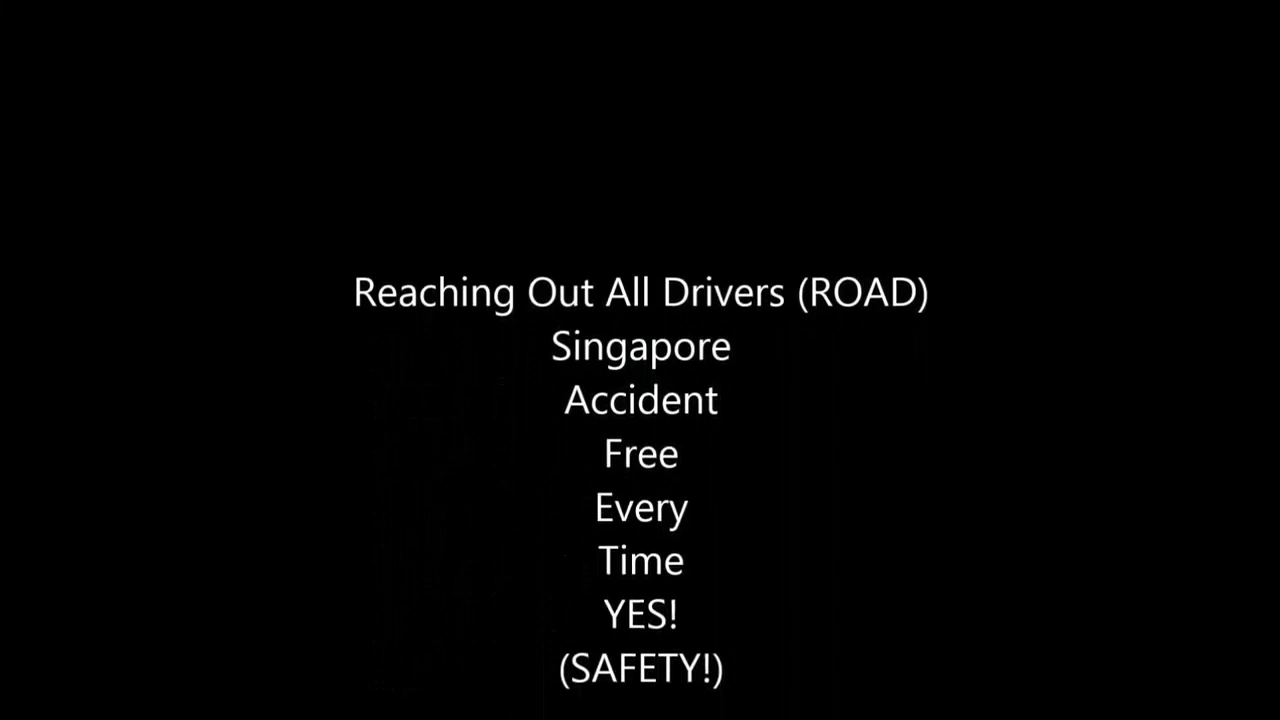 Reaching Out All Drivers (ROAD)
Singapore
Accident
Free
Every
Time
YES!
(SAFETY!)